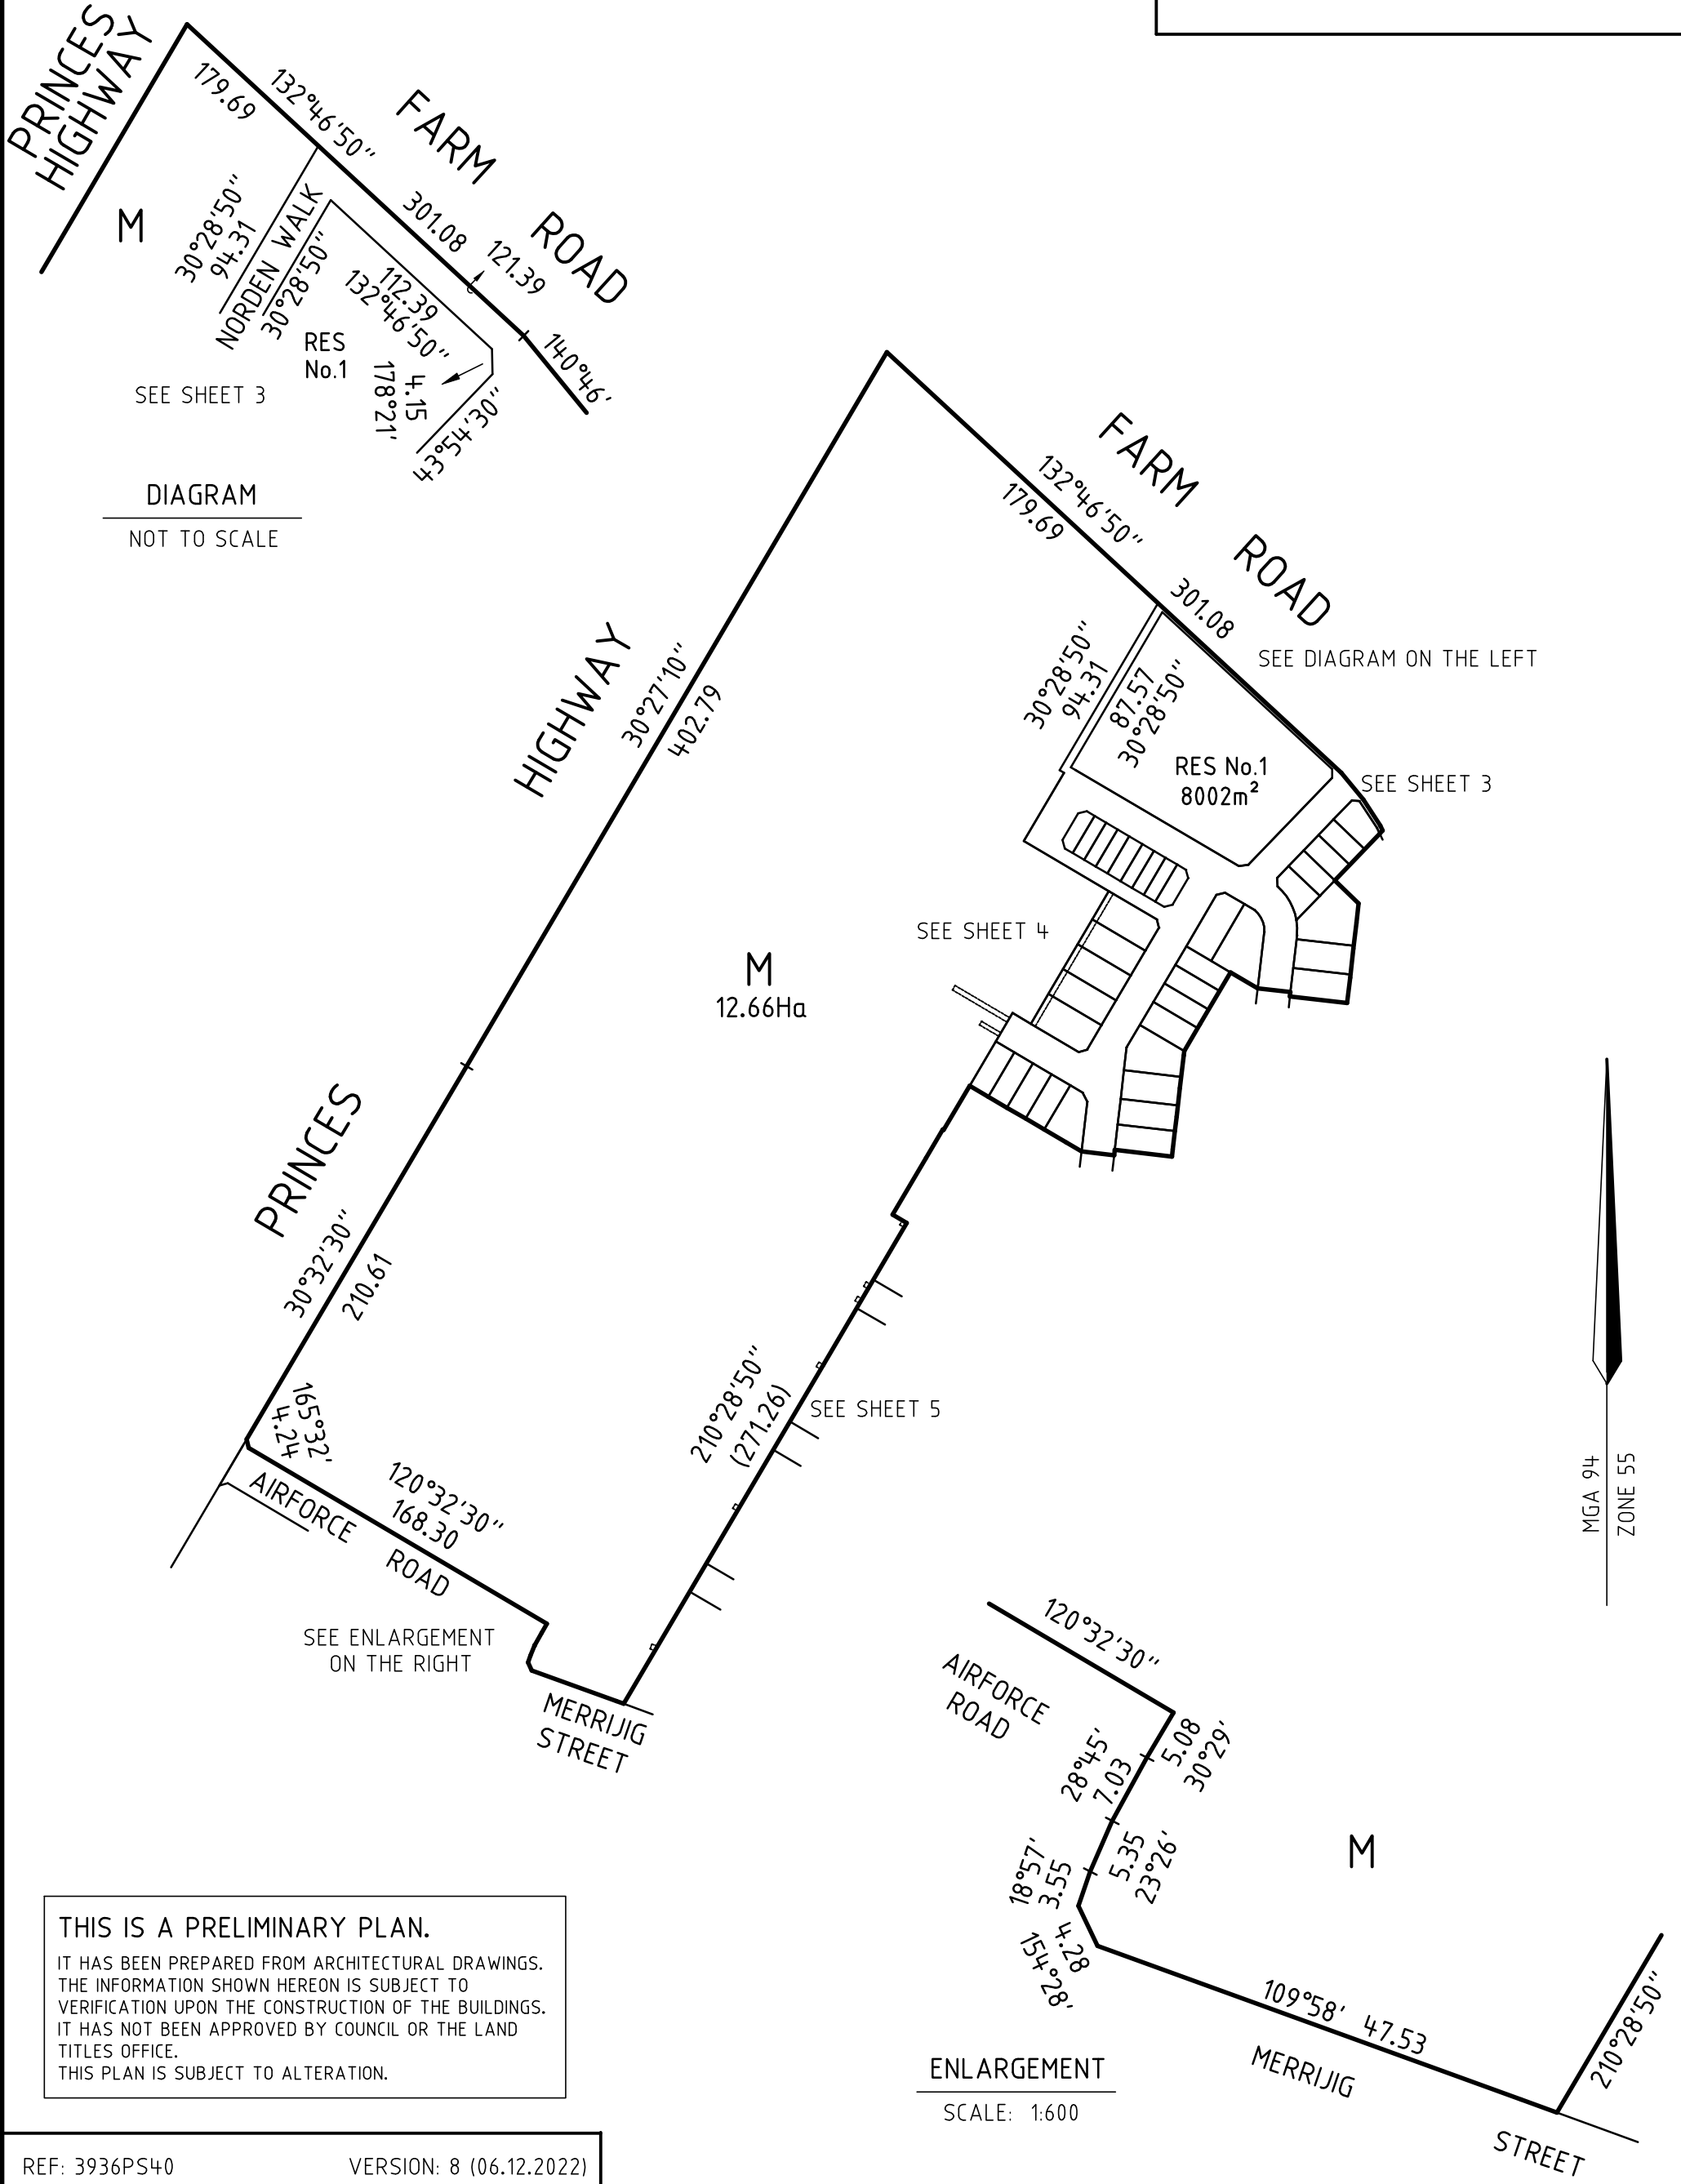 PRINCES
HIGHWAY
179.69
132°46'50"
FARM
ROAD
M
30°28'50"
94.31
NORDEN WALK
30°28'50"
301.08
121.39
112.39
132°46'50"
140°46'
RES
No.1
4.15
178°21'
43°54'30"
SEE SHEET 3
DIAGRAM
NOT TO SCALE
FARM
ROAD
132°46'50"
179.69
301.08
SEE DIAGRAM ON THE LEFT
HIGHWAY
30°27'10"
402.79
30°28'50"
94.31
87.57
30°28'50"
RES No.1
8002m²
SEE SHEET 3
SEE SHEET 4
M
12.66Ha
PRINCES
30°32'30"
210.61
165°32'
4.24
210°28'50"
(271.26)
SEE SHEET 5
AIRFORCE
ROAD
120°32'30"
168.30
SEE ENLARGEMENT
ON THE RIGHT
MERRIJIG
STREET
MGA 94
ZONE 55
120°32'30"
AIRFORCE
ROAD
5.08
30°29'
28°45'
7.03
5.35
23°26'
18°57'
3.55
4.28
154°28'
M
109°58' 47.53
210°28'50"
MERRIJIG
STREET
ENLARGEMENT
SCALE: 1:600
THIS IS A PRELIMINARY PLAN.
IT HAS BEEN PREPARED FROM ARCHITECTURAL DRAWINGS.
THE INFORMATION SHOWN HEREON IS SUBJECT TO
VERIFICATION UPON THE CONSTRUCTION OF THE BUILDINGS.
IT HAS NOT BEEN APPROVED BY COUNCIL OR THE LAND
TITLES OFFICE.
THIS PLAN IS SUBJECT TO ALTERATION.
REF: 3936PS40
VERSION: 8 (06.12.2022)